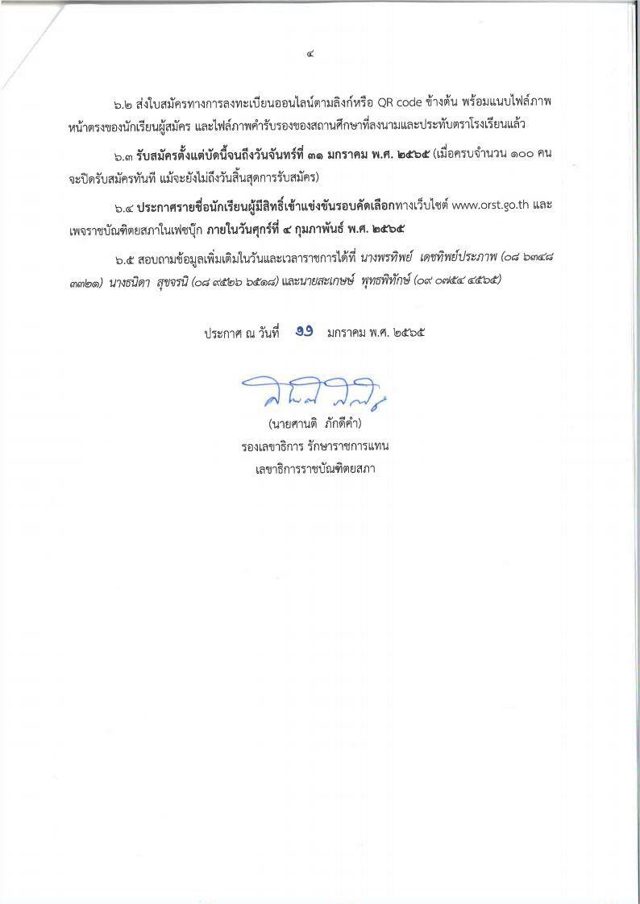 ๔
๖.๒ ส่งใบสมัครทางการลงทะเบียนออนไลน์ตามลิงก์หรือ QR code ข้างต้น พร้อมแนบไฟล์ภาพ
หน้าตรงของนักเรียนผู้สมัคร และไฟล์ภาพคำรับรองของสถานศึกษาที่ลงนามและประทับตราโรงเรียนแล้ว
๖.๓ รับสมัครตั้งแต่บัดนี้จนถึงวันจันทร์ที่ ๓๑ มกราคม พ.ศ. ๒๕๖๕ (เมื่อครบจำนวน ๑๐๐ คน
จะปิดรับสมัครทันที แม้จะยังไม่ถึงวันสิ้นสุดการรับสมัคร)
๖.๔ ประกาศรายชื่อนักเรียนผู้มีสิทธิ์เข้าแข่งขันรอบคัดเลือกทางเว็บไซต์ www.orst.go.th และ
เพจราชบัณฑิตยสภาในเฟซบุ๊ก ภายในวันศุกร์ที่ ๔ กุมภาพันธ์ พ.ศ. ๒๕๖๕
๖.๕ สอบถามข้อมูลเพิ่มเติมในวันและเวลาราชการได้ที่ นางพรทิพย์ เดชทิพย์ประภาพ (๐๘ ๖๓๔๘
๓๓๒๑) นางธนิตา สุขจรนิ (๐๘ ๙๕๒๖ ๖๕๑๘) และนายสะเกษห์ พุทธพิทักษ์ (๐๙ ๐๗๕๔ ๔๕๖๕)
ประกาศ ณ วันที่ ๑๑ มกราคม พ.ศ. ๒๕๖๕
(นายศานติ ภักดีคำ)
รองเลขาธิการ รักษาราชการแทน
เลขาธิการราชบัณฑิตยสภา